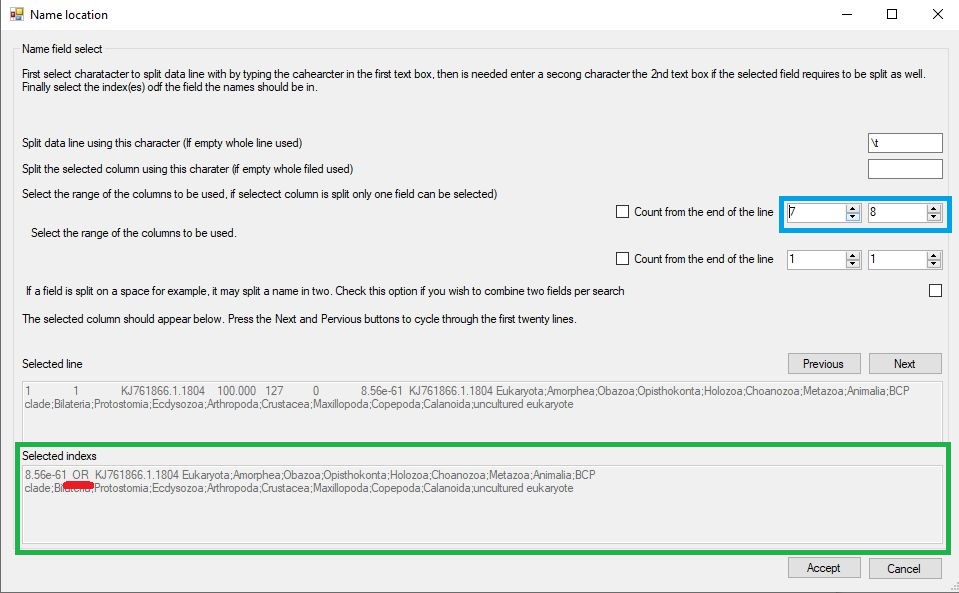 Name location
Name field select
First select charatacter to split data line with by typing the cahearcter in the first text box, then is needed enter a secong character the 2nd text box if the selected field requires to be split as well.
Finally select the index(es) odf the field the names should be in.
Split data line using this character (If empty whole line used) \t
Split the selected column using this charater (if empty whole filed used)
Select the range of the columns to be used, if selectect column is split only one field can be selected)
Count from the end of the line 7 8
Select the range of the columns to be used.
Count from the end of the line 1 1
If a field is split on a space for example, it may split a name in two. Check this option if you wish to combine two fields per search
The selected column should appear below. Press the Next and Pervious buttons to cycle through the first twenty lines.
Selected line Previous Next
1 1 KJ761866.1.1804 100.000 127 0 8.56e-61 KJ761866.1.1804 Eukaryota;Amorphea;Obazoa;Opisthokonta;Holozoa;Choanozoa;Metazoa;Animalia;BCP
clade;Bilateria;Protostomia;Ecdysozoa;Arthropoda;Crustacea;Maxillopoda;Copepoda;Calanoida;uncultured eukaryote
Selected indexs
8.56e-61 OR KJ761866.1.1804 Eukaryota;Amorphea;Obazoa;Opisthokonta;Holozoa;Choanozoa;Metazoa;Animalia;BCP
clade;Bilateria;Protostomia;Ecdysozoa;Arthropoda;Crustacea;Maxillopoda;Copepoda;Calanoida;uncultured eukaryote
Accept Cancel